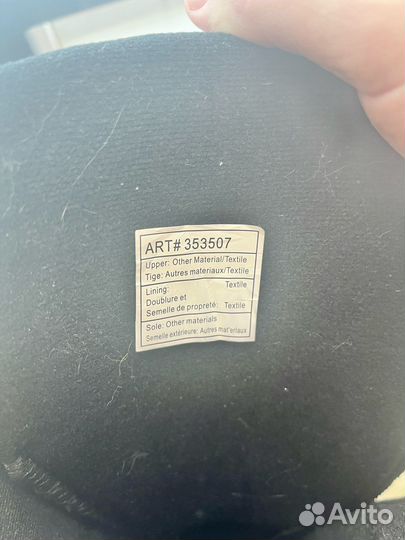 ART# 353507
Upper: Other Material/Textile
Tige: Autres materiaux/Textile
Lining: Textile
Doublure et
Semelle de propreté: Textile
Sole: Other materials
Semelle extérieure: Autres mat'eriaux
Avito